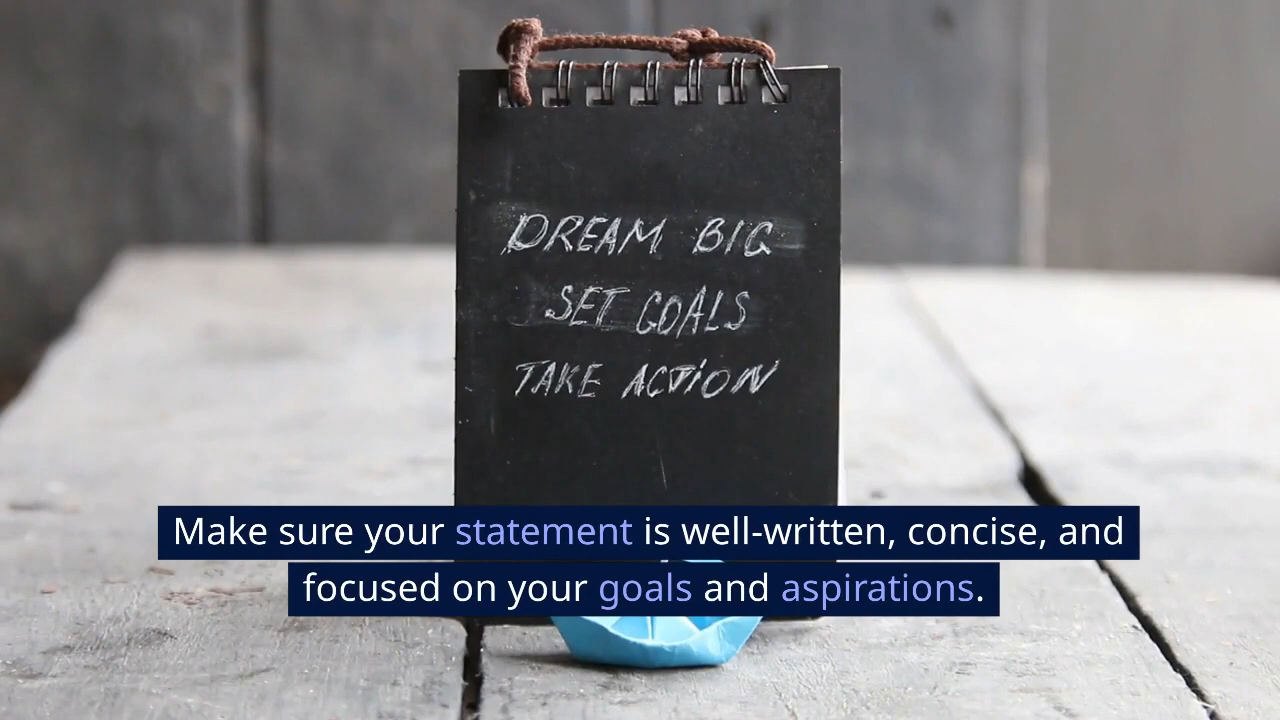 DREAM BIG
SET GOALS
TAKE ACTION
Make sure your statement is well-written, concise, and
focused on your goals and aspirations.